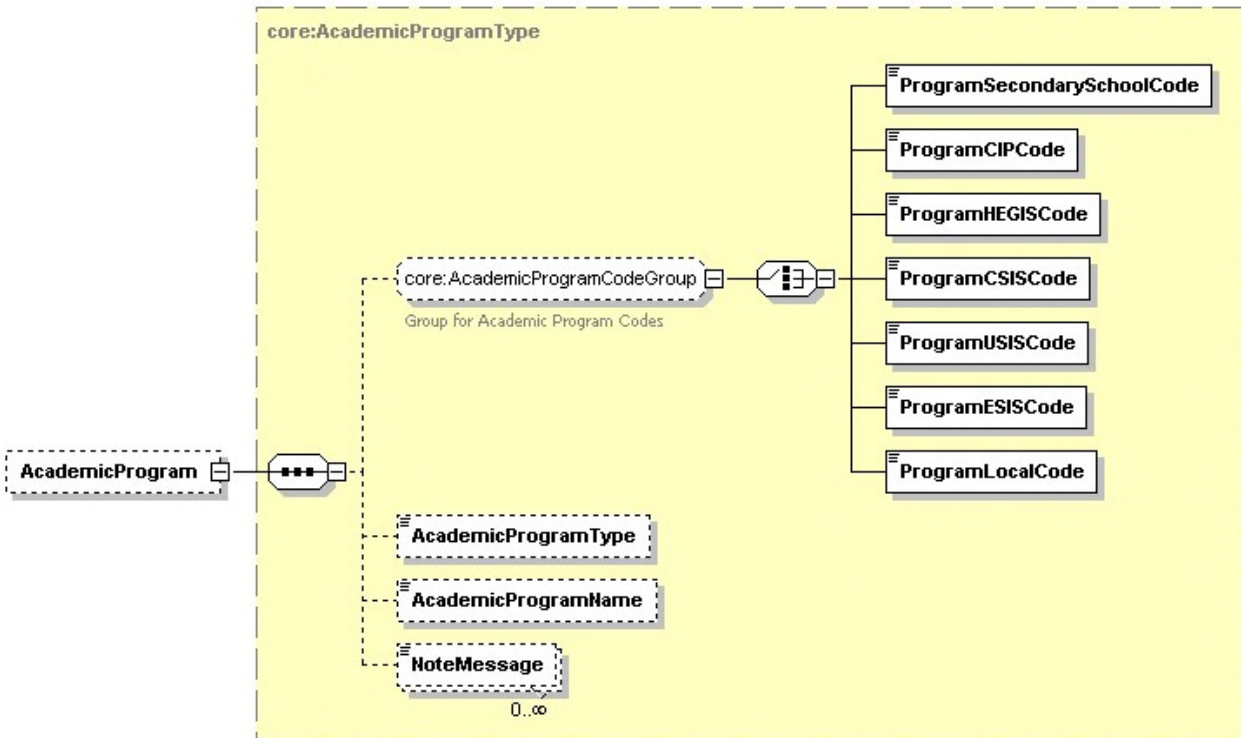 core:AcademicProgramType
ProgramSecondarySchoolCode
ProgramCIPCode
ProgramHEGISCode
core:AcademicProgramCodeGroup
ProgramCSISCode
Group for Academic Program Codes
ProgramUSISCode
ProgramESISCode
AcademicProgram
ProgramLocalCode
AcademicProgramType
AcademicProgramName
NoteMessage
0..∞